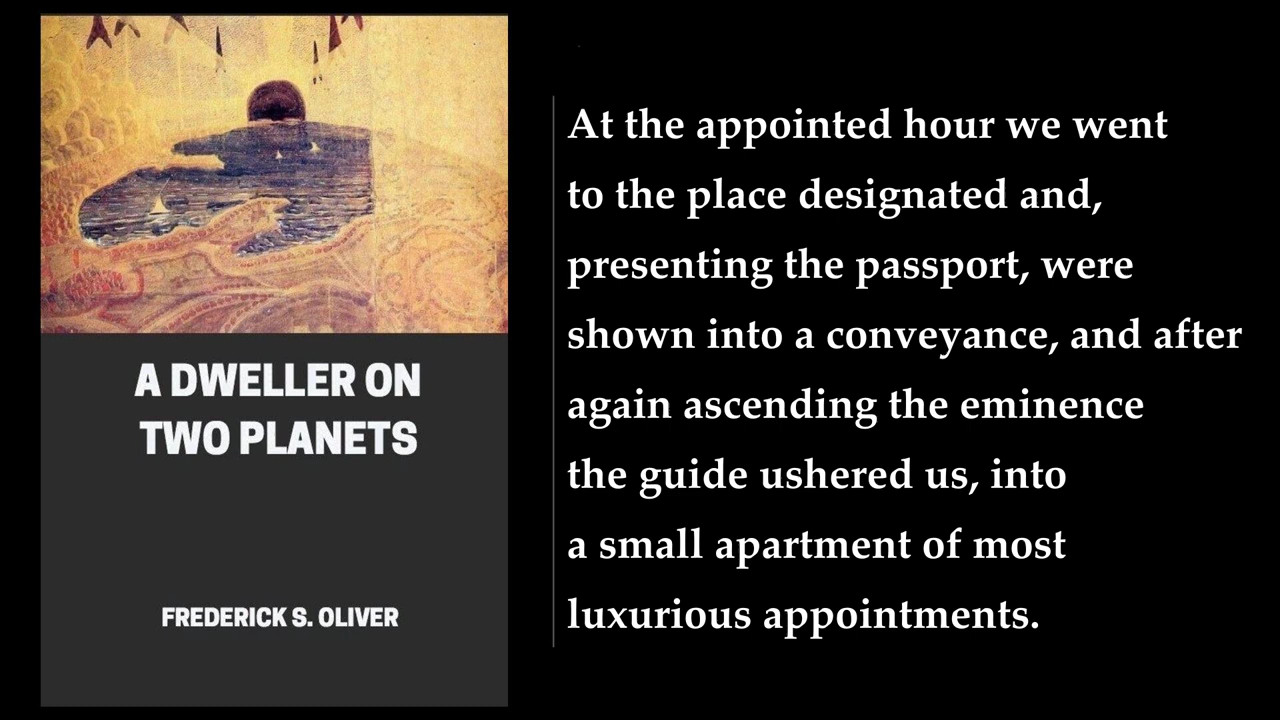 A DWELLER ON
TWO PLANETS
FREDERICK S. OLIVER
At the appointed hour we went
to the place designated and,
presenting the passport, were
shown into a conveyance, and after
again ascending the eminence
the guide ushered us, into
a small apartment of most
luxurious appointments.